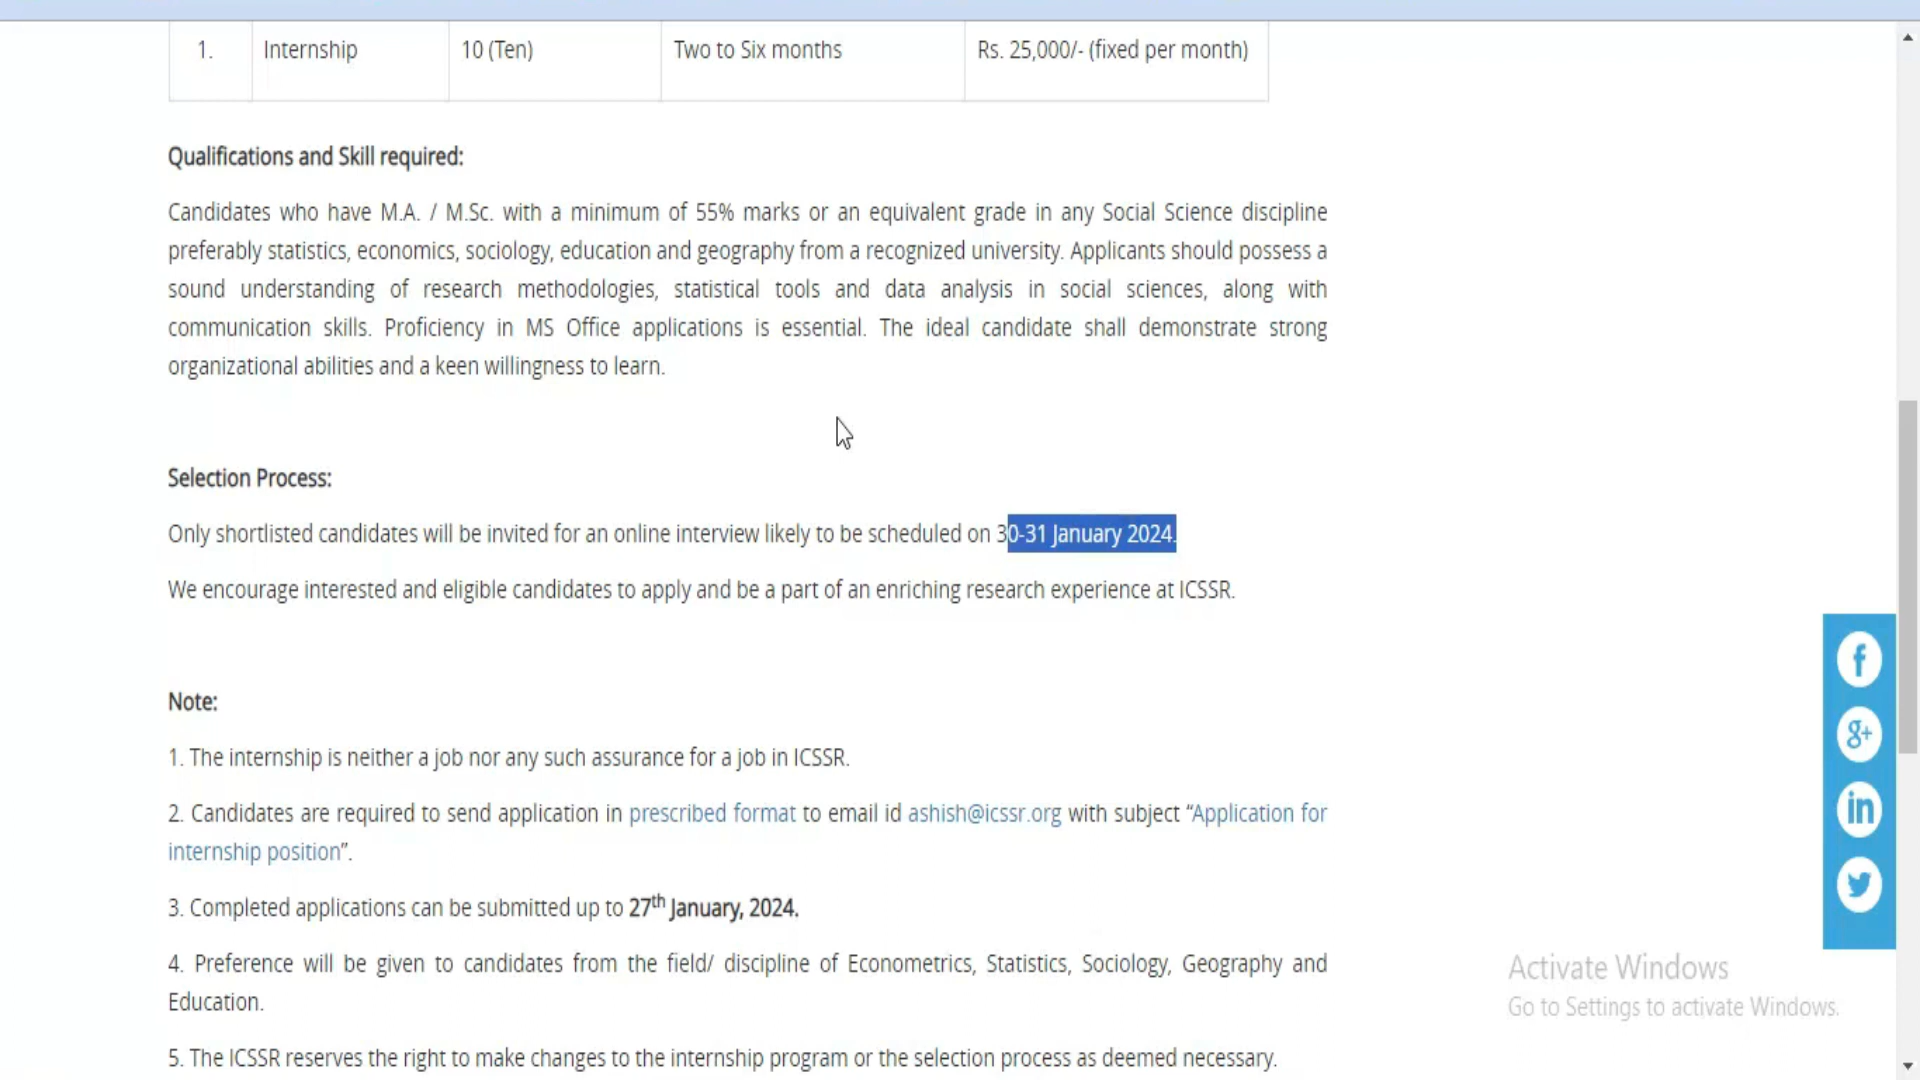 1. Internship 10 (Ten) Two to Six months Rs. 25,000/- (fixed per month)
Qualifications and Skill required:
Candidates who have M.A. / M.Sc. with a minimum of 55% marks or an equivalent grade in any Social Science discipline
preferably statistics, economics, sociology, education and geography from a recognized university. Applicants should possess a
sound understanding of research methodologies, statistical tools and data analysis in social sciences, along with
communication skills. Proficiency in MS Office applications is essential. The ideal candidate shall demonstrate strong
organizational abilities and a keen willingness to learn.
Selection Process:
Only shortlisted candidates will be invited for an online interview likely to be scheduled on 30-31 January 2024.
We encourage interested and eligible candidates to apply and be a part of an enriching research experience at ICSSR.
Note:
1. The internship is neither a job nor any such assurance for a job in ICSSR.
2. Candidates are required to send application in prescribed format to email id ashish@icssr.org with subject “Application for
internship position”.
3. Completed applications can be submitted up to 27th January, 2024.
4. Preference will be given to candidates from the field/ discipline of Econometrics, Statistics, Sociology, Geography and
Education.
5. The ICSSR reserves the right to make changes to the internship program or the selection process as deemed necessary.
f
g+
in
Activate Windows
Go to Settings to activate Windows.